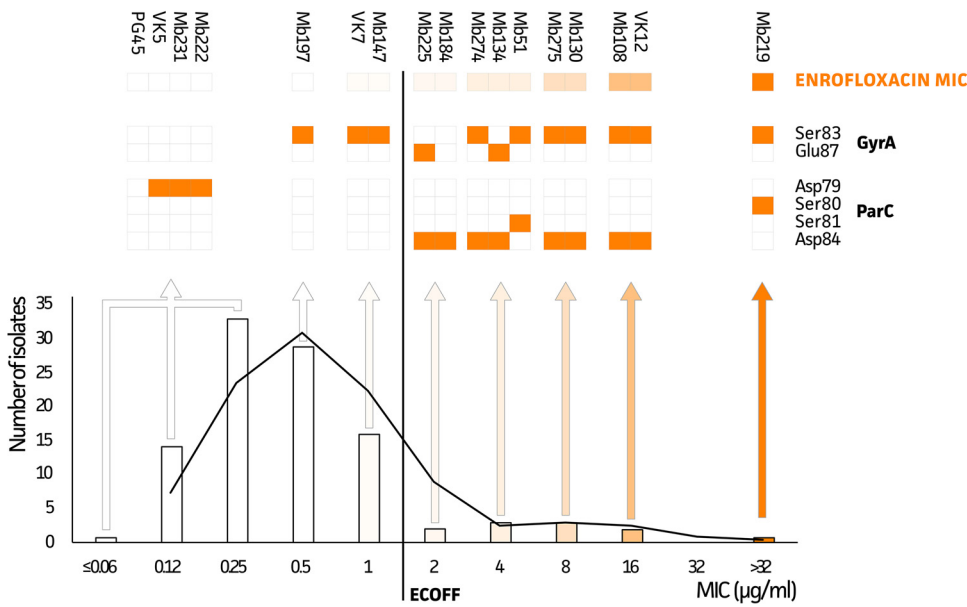 PG45
VK5
Mb231
Mb222
Mb197
VK7
Mb147
Mb225
Mb184
Mb274
Mb134
Mb51
Mb275
Mb130
Mb108
VK12
Mb219
ENROFLOXACIN MIC
Ser83
GyrA
Glu87
Asp79
Ser80
ParC
Ser81
Asp84
Number of isolates
35
30
25
20
15
10
5
0
≤0.06 0.12 0.25 0.5 1 2 4 8 16 32 >32
ECOFF
MIC (µg/ml)